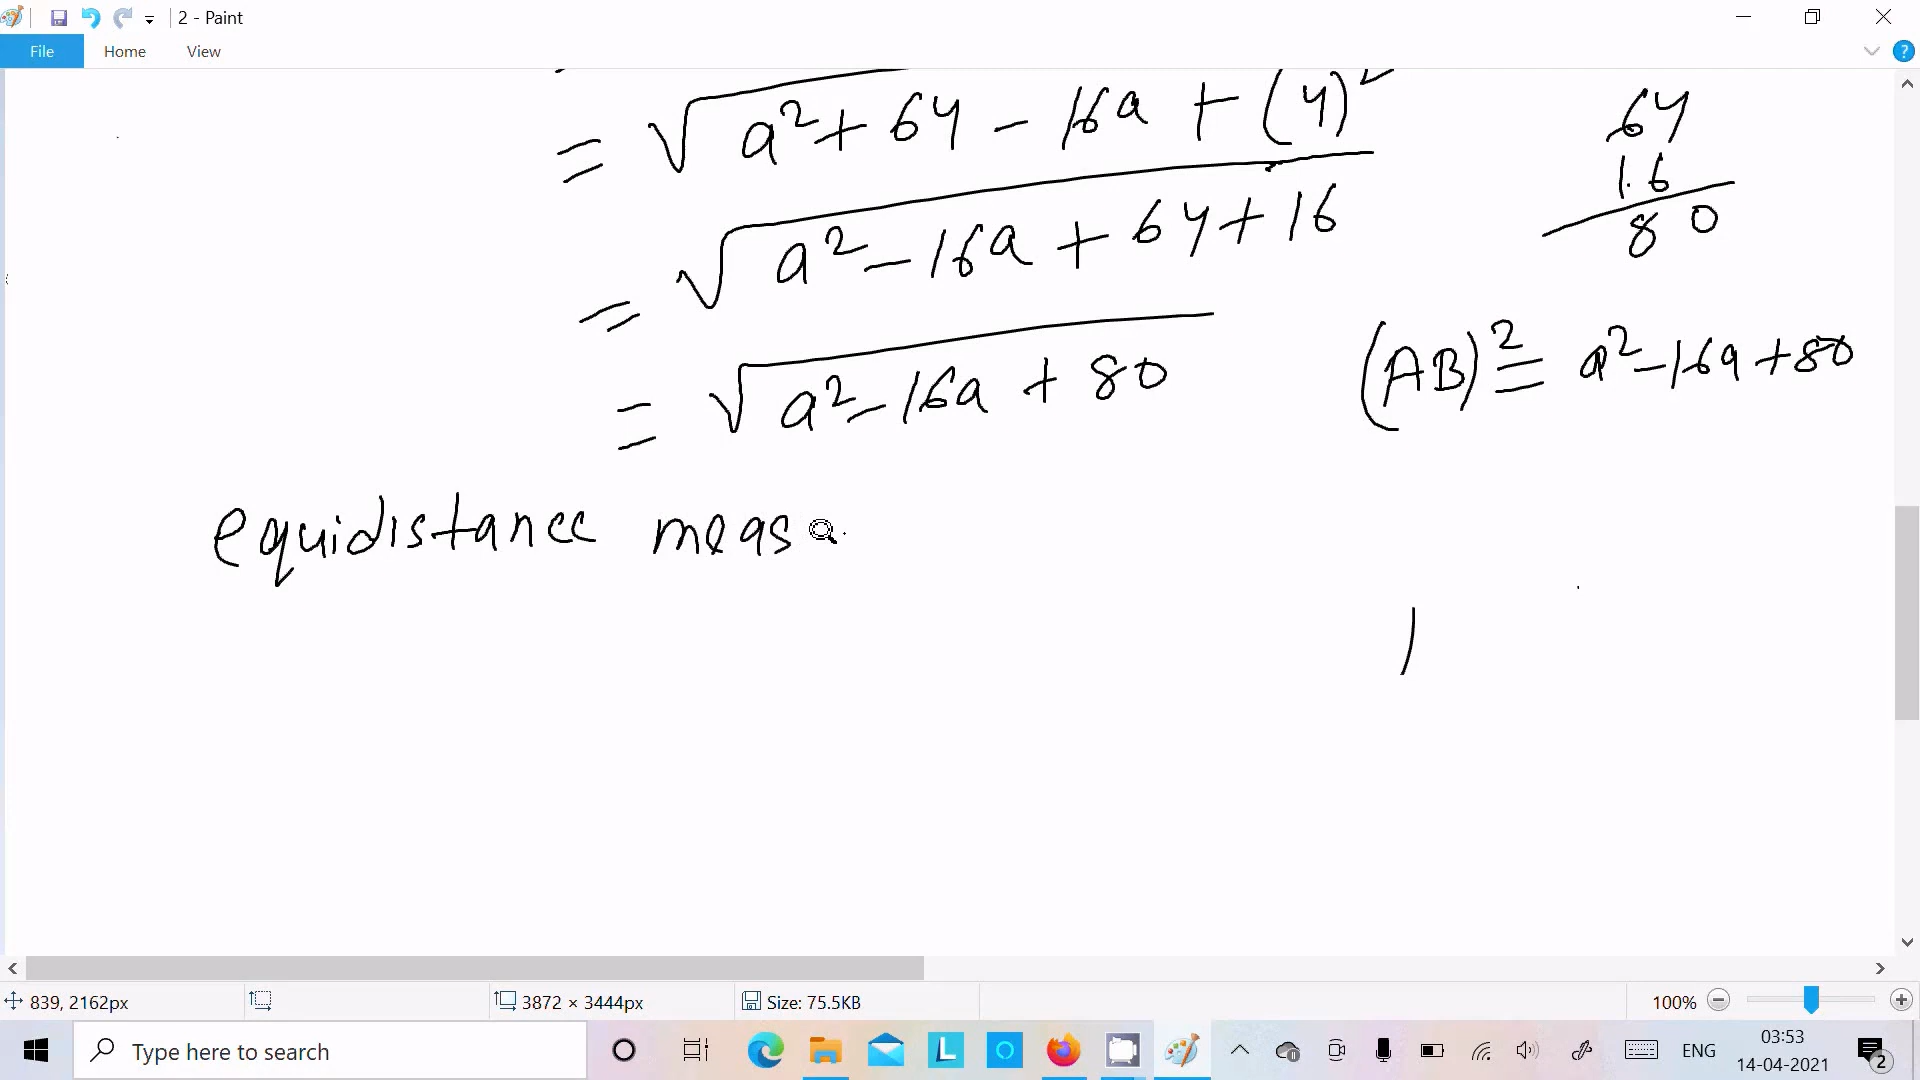 2 - Paint
File Home View
= √a²+64-16a+(4)²
64
16
80
= √a²-16a+64+16
= √a²-16a+80
(AB)² = a²-16a+80
equidistance meas
839, 2162px
3872 × 3444px
Size: 75.5KB
100%
Type here to search
ENG
03:53
14-04-2021
2